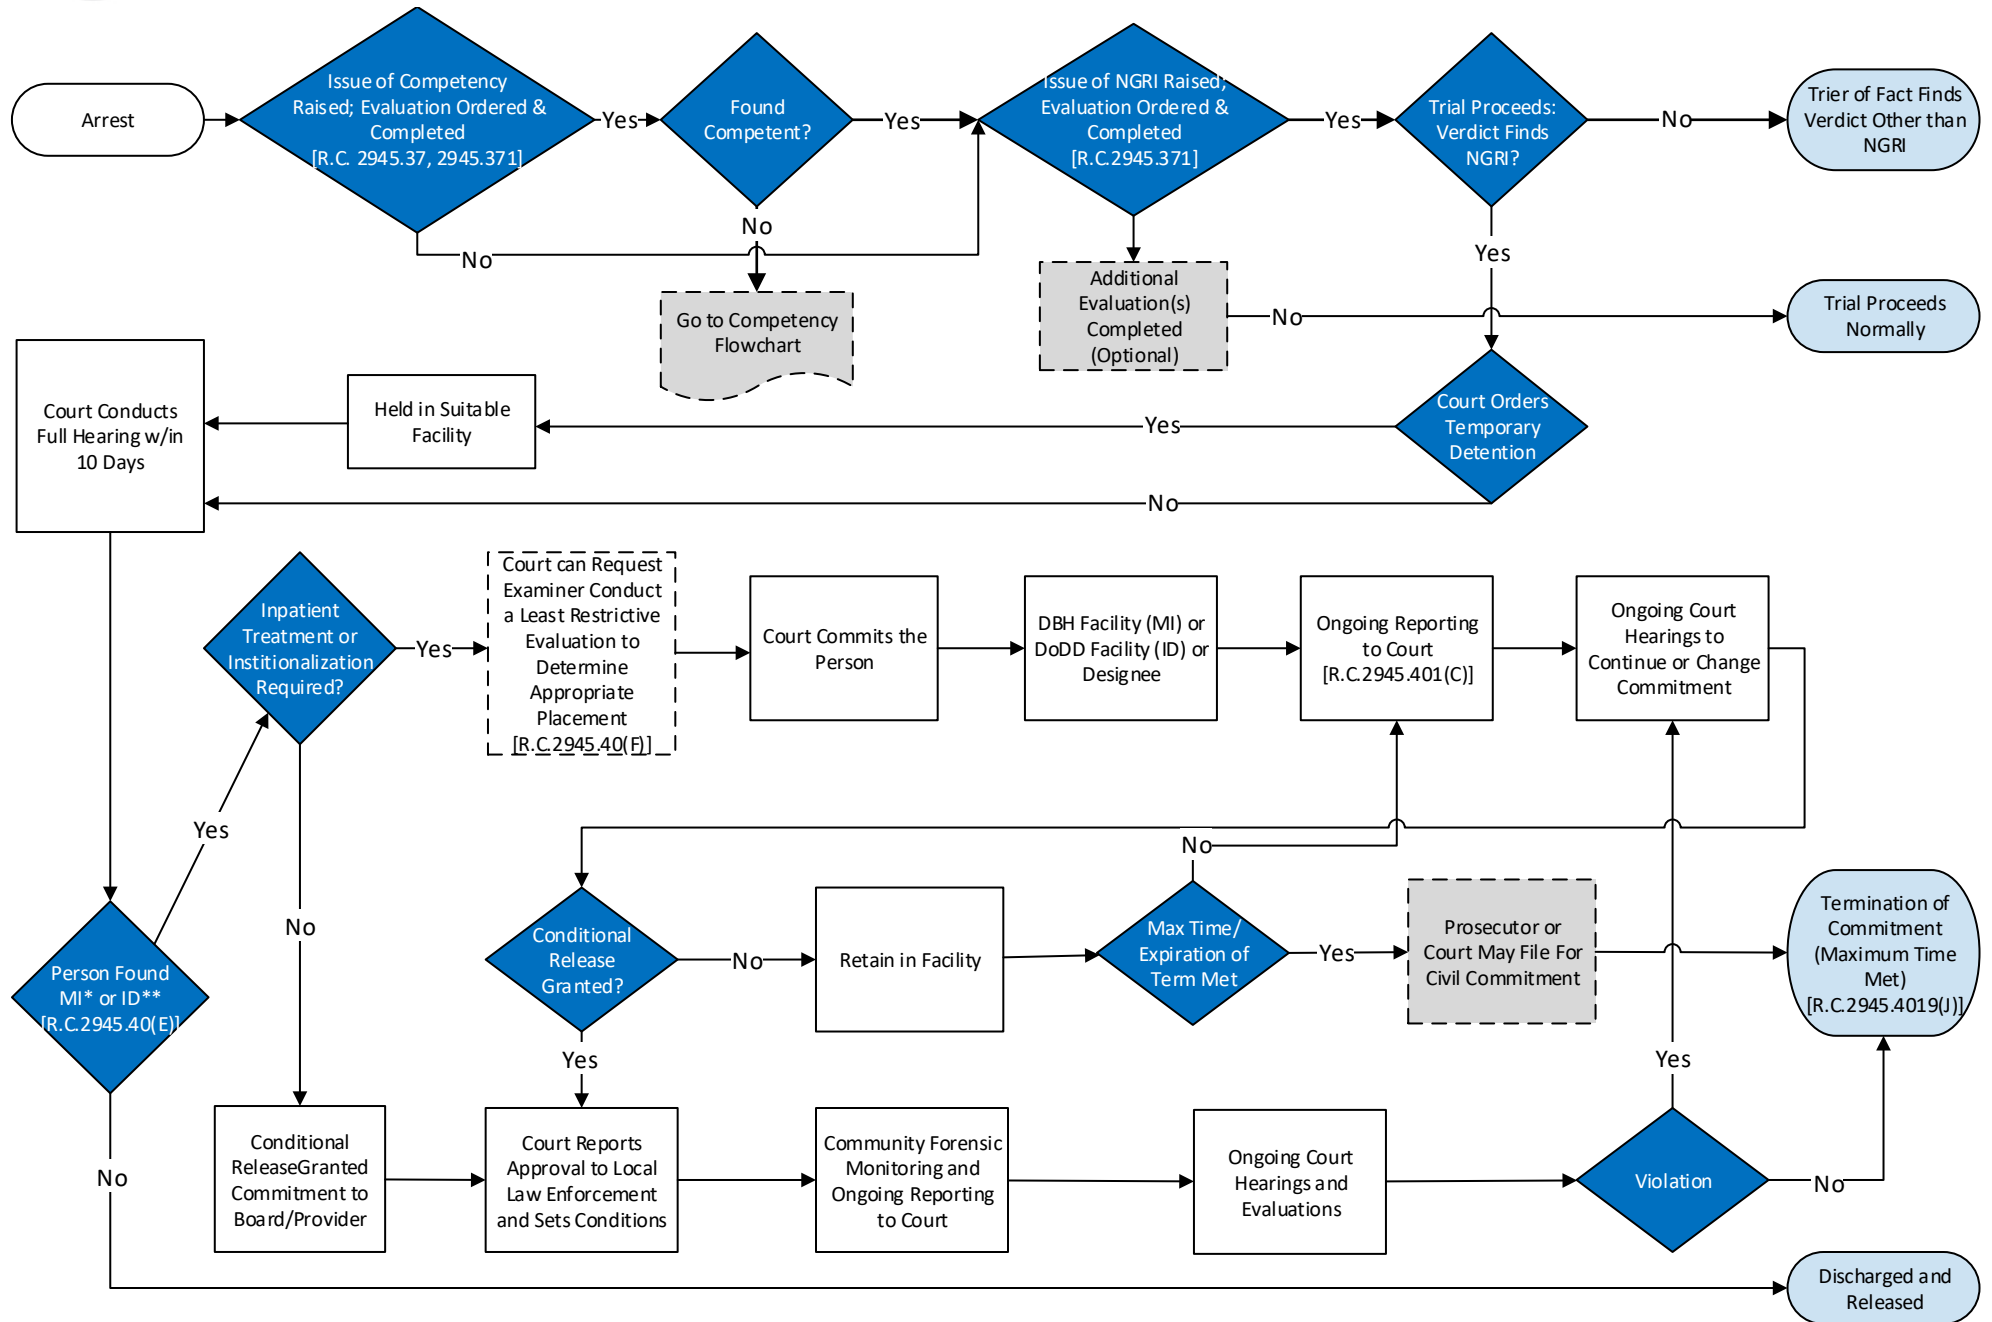 Arrest
Issue of Competency
Raised; Evaluation Ordered &
Completed
[R.C. 2945.37, 2945.371]
Yes
Found
Competent?
Yes
Issue of NGRI Raised;
Evaluation Ordered &
Completed
[R.C.2945.371]
Yes
Trial Proceeds:
Verdict Finds
NGRI?
No
Trier of Fact Finds
Verdict Other than
NGRI
No
No
Yes
Go to Competency
Flowchart
Additional
Evaluation(s)
Completed
(Optional)
No
Trial Proceeds
Normally
Court Conducts
Full Hearing w/in
10 Days
Held in Suitable
Facility
Yes
Court Orders
Temporary
Detention
No
Inpatient
Treatment or
Institionalization
Required?
Yes
Court can Request
Examiner Conduct
a Least Restrictive
Evaluation to
Determine
Appropriate
Placement
[R.C.2945.40(F)]
Court Commits the
Person
DBH Facility (MI) or
DoDD Facility (ID) or
Designee
Ongoing Reporting
to Court
[R.C.2945.401(C)]
Ongoing Court
Hearings to
Continue or Change
Commitment
Yes
No
No
Person Found
MI* or ID**
[R.C.2945.40(E)]
Conditional
Release
Granted?
No
Retain in Facility
Max Time/
Expiration of
Term Met
Yes
Prosecutor or
Court May File For
Civil Commitment
Termination of
Commitment
(Maximum Time
Met)
[R.C.2945.4019(J)]
Yes
Yes
No
Conditional
ReleaseGranted
Commitment to
Board/Provider
Court Reports
Approval to Local
Law Enforcement
and Sets Conditions
Community Forensic
Monitoring and
Ongoing Reporting
to Court
Ongoing Court
Hearings and
Evaluations
Violation
No
Discharged and
Released